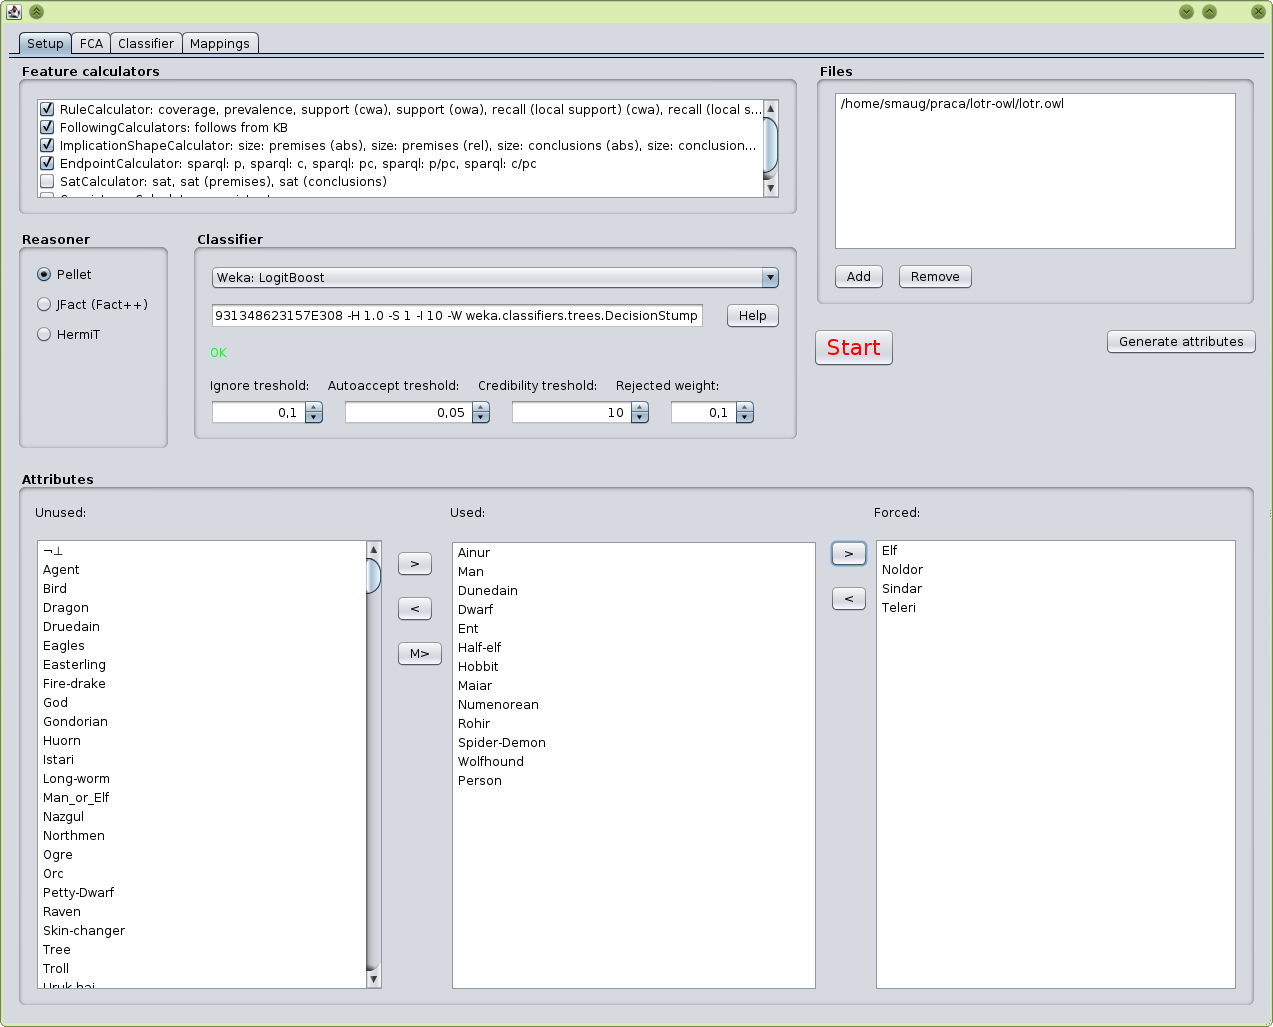 Setup FCA Classifier Mappings
Feature calculators
RuleCalculator: coverage, prevalence, support (cwa), support (owa), recall (local support) (cwa), recall (local s...
FollowingCalculators: follows from KB
ImplicationShapeCalculator: size: premises (abs), size: premises (rel), size: conclusions (abs), size: conclusion...
EndpointCalculator: sparql: p, sparql: c, sparql: pc, sparql: p/pc, sparql: c/pc
SatCalculator: sat, sat (premises), sat (conclusions)
Files
/home/smaug/praca/lotr-owl/lotr.owl
Add Remove
Reasoner
Pellet
JFact (Fact++)
HermiT
Classifier
Weka: LogitBoost
931348623157E308 -H 1.0 -S 1 -I 10 -W weka.classifiers.trees.DecisionStump Help
OK
Ignore treshold: Autoaccept treshold: Credibility treshold: Rejected weight:
0,1 0,05 10 0,1
Start Generate attributes
Attributes
Unused:
¬⊥
Agent
Bird
Dragon
Druedain
Eagles
Easterling
Fire-drake
God
Gondorian
Huorn
Istari
Long-worm
Man_or_Elf
Nazgul
Northmen
Ogre
Orc
Petty-Dwarf
Raven
Skin-changer
Tree
Troll
Uruk-hai
>
<
M>
Used:
Ainur
Man
Dunedain
Dwarf
Ent
Half-elf
Hobbit
Maiar
Numenorean
Rohir
Spider-Demon
Wolfhound
Person
>
<
Forced:
Elf
Noldor
Sindar
Teleri